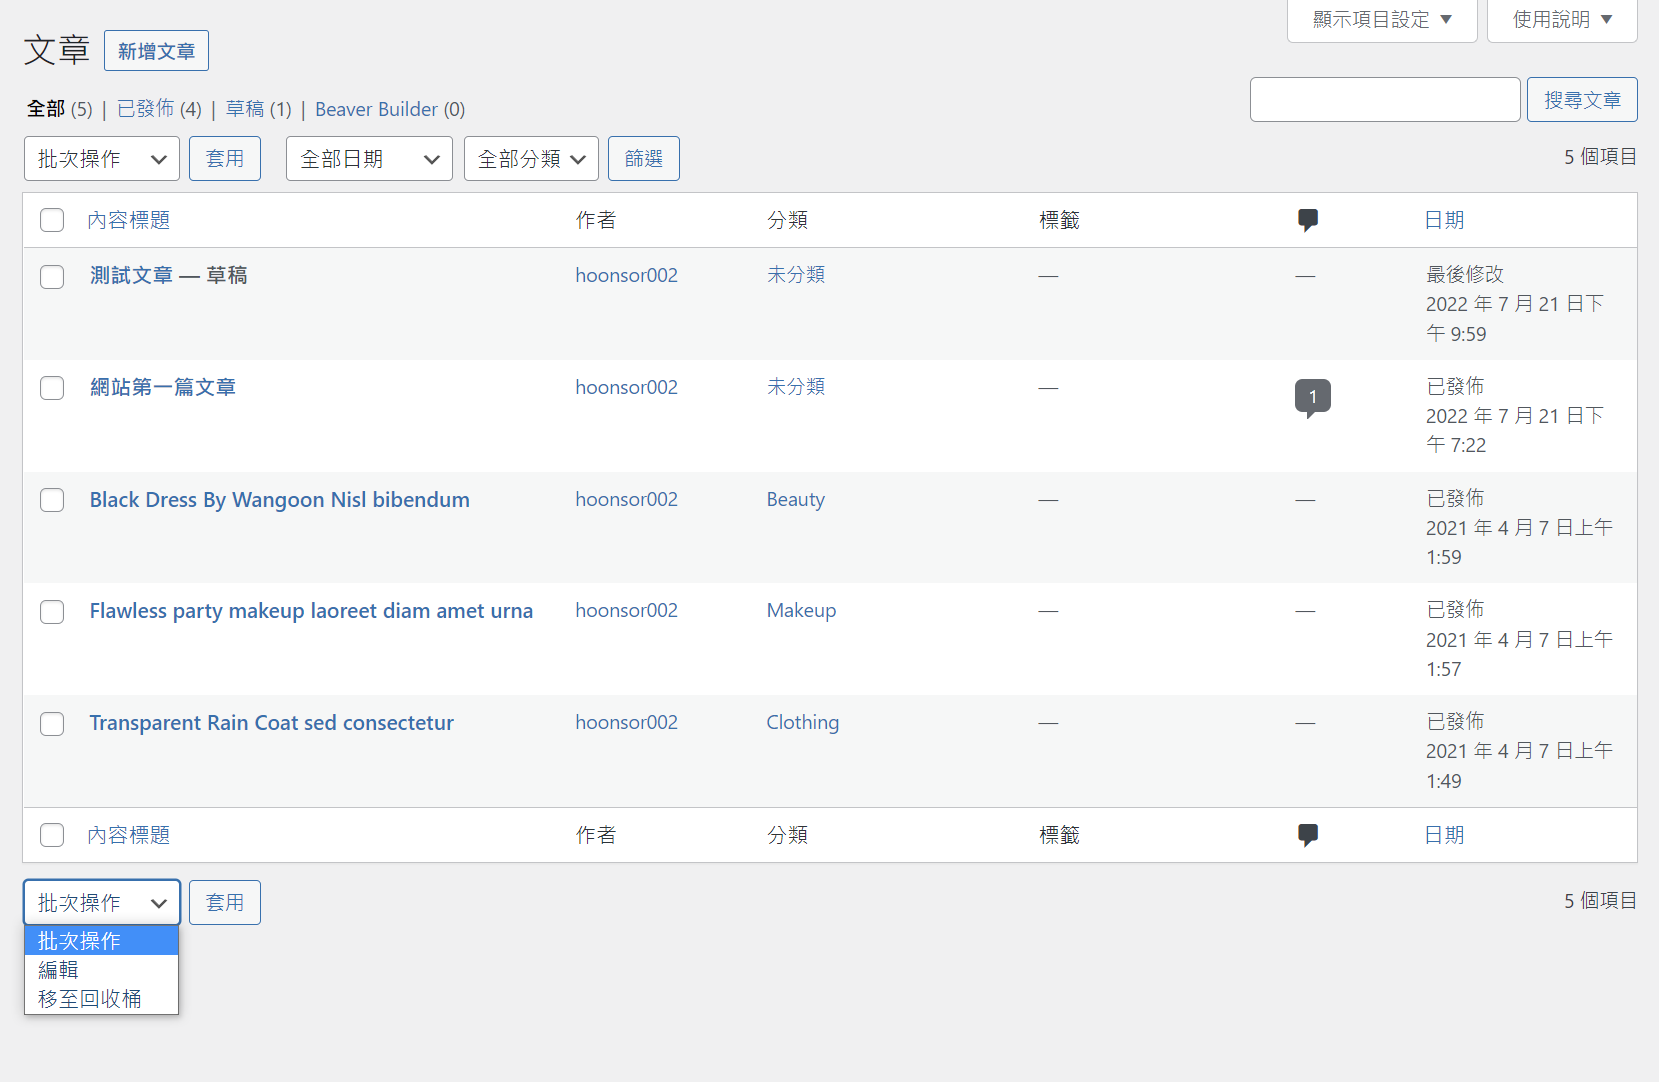 顯示項目設定 ▼ 使用說明 ▼
文章 新增文章
搜尋文章
全部 (5) | 已發佈 (4) | 草稿 (1) | Beaver Builder (0)
批次操作 套用 全部日期 全部分類 篩選 5 個項目
內容標題 作者 分類 標籤 日期
測試文章 — 草稿 hoonsor002 未分類 — — 最後修改
2022 年 7 月 21 日下
午 9:59
網站第一篇文章 hoonsor002 未分類 — 1 已發佈
2022 年 7 月 21 日下
午 7:22
Black Dress By Wangoon Nisl bibendum hoonsor002 Beauty — — 已發佈
2021 年 4 月 7 日上午
1:59
Flawless party makeup laoreet diam amet urna hoonsor002 Makeup — — 已發佈
2021 年 4 月 7 日上午
1:57
Transparent Rain Coat sed consectetur hoonsor002 Clothing — — 已發佈
2021 年 4 月 7 日上午
1:49
內容標題 作者 分類 標籤 日期
批次操作 套用 5 個項目
批次操作
編輯
移至回收桶